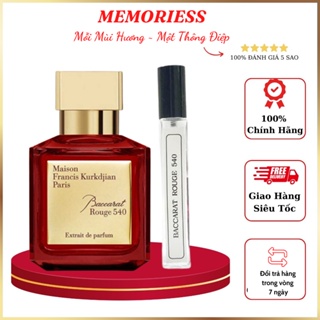 MEMORIESS
Mỗi Mùi Hương - Một Thông Điệp
100% ĐÁNH GIÁ 5 SAO
Maison
Francis Kurkdjian
Paris
Baccarat
Rouge 540
Extrait de parfum
BACCARAT ROUGE 540
100%
Chính Hãng
FREE
DELIVERY
Giao Hàng
Siêu Tốc
Đổi trả hàng
trong vòng
7 ngày